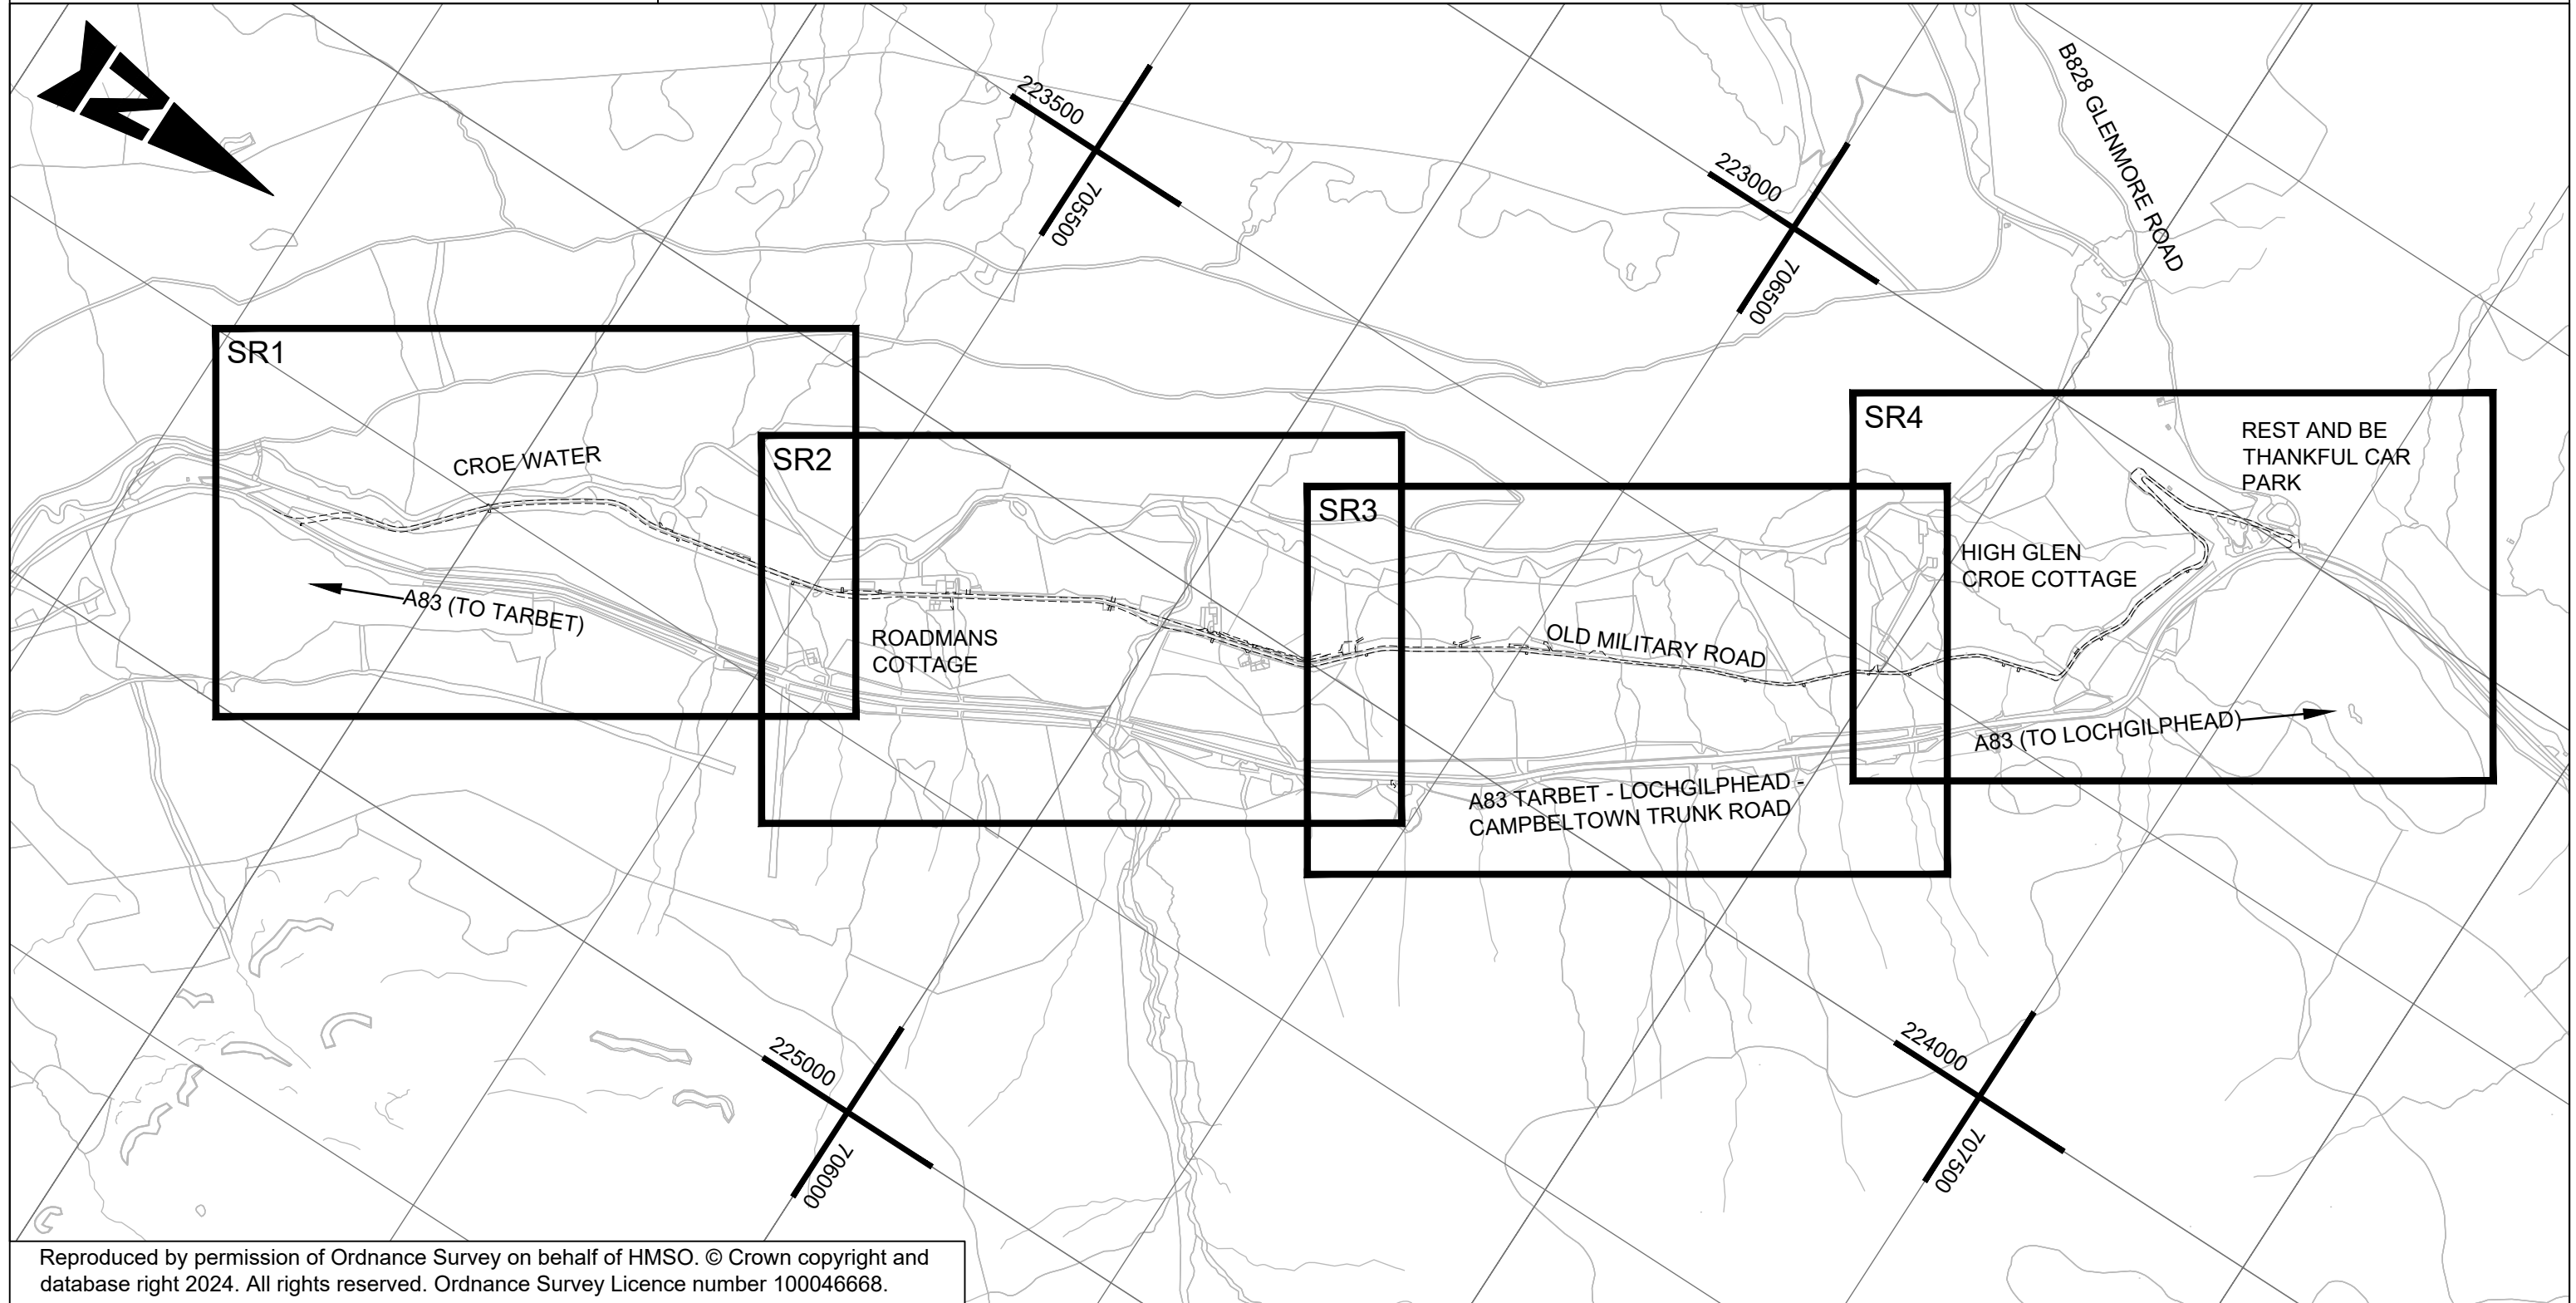 N
223500
705500
223000
706500
B828 GLENMORE ROAD
SR1
CROE WATER
A83 (TO TARBET)
SR2
ROADMANS
COTTAGE
SR3
OLD MILITARY ROAD
A83 TARBET - LOCHGILPHEAD -
CAMPBELTOWN TRUNK ROAD
SR4
REST AND BE
THANKFUL CAR
PARK
HIGH GLEN
CROE COTTAGE
A83 (TO LOCHGILPHEAD)
225000
706000
224000
707500
Reproduced by permission of Ordnance Survey on behalf of HMSO. © Crown copyright and
database right 2024. All rights reserved. Ordnance Survey Licence number 100046668.